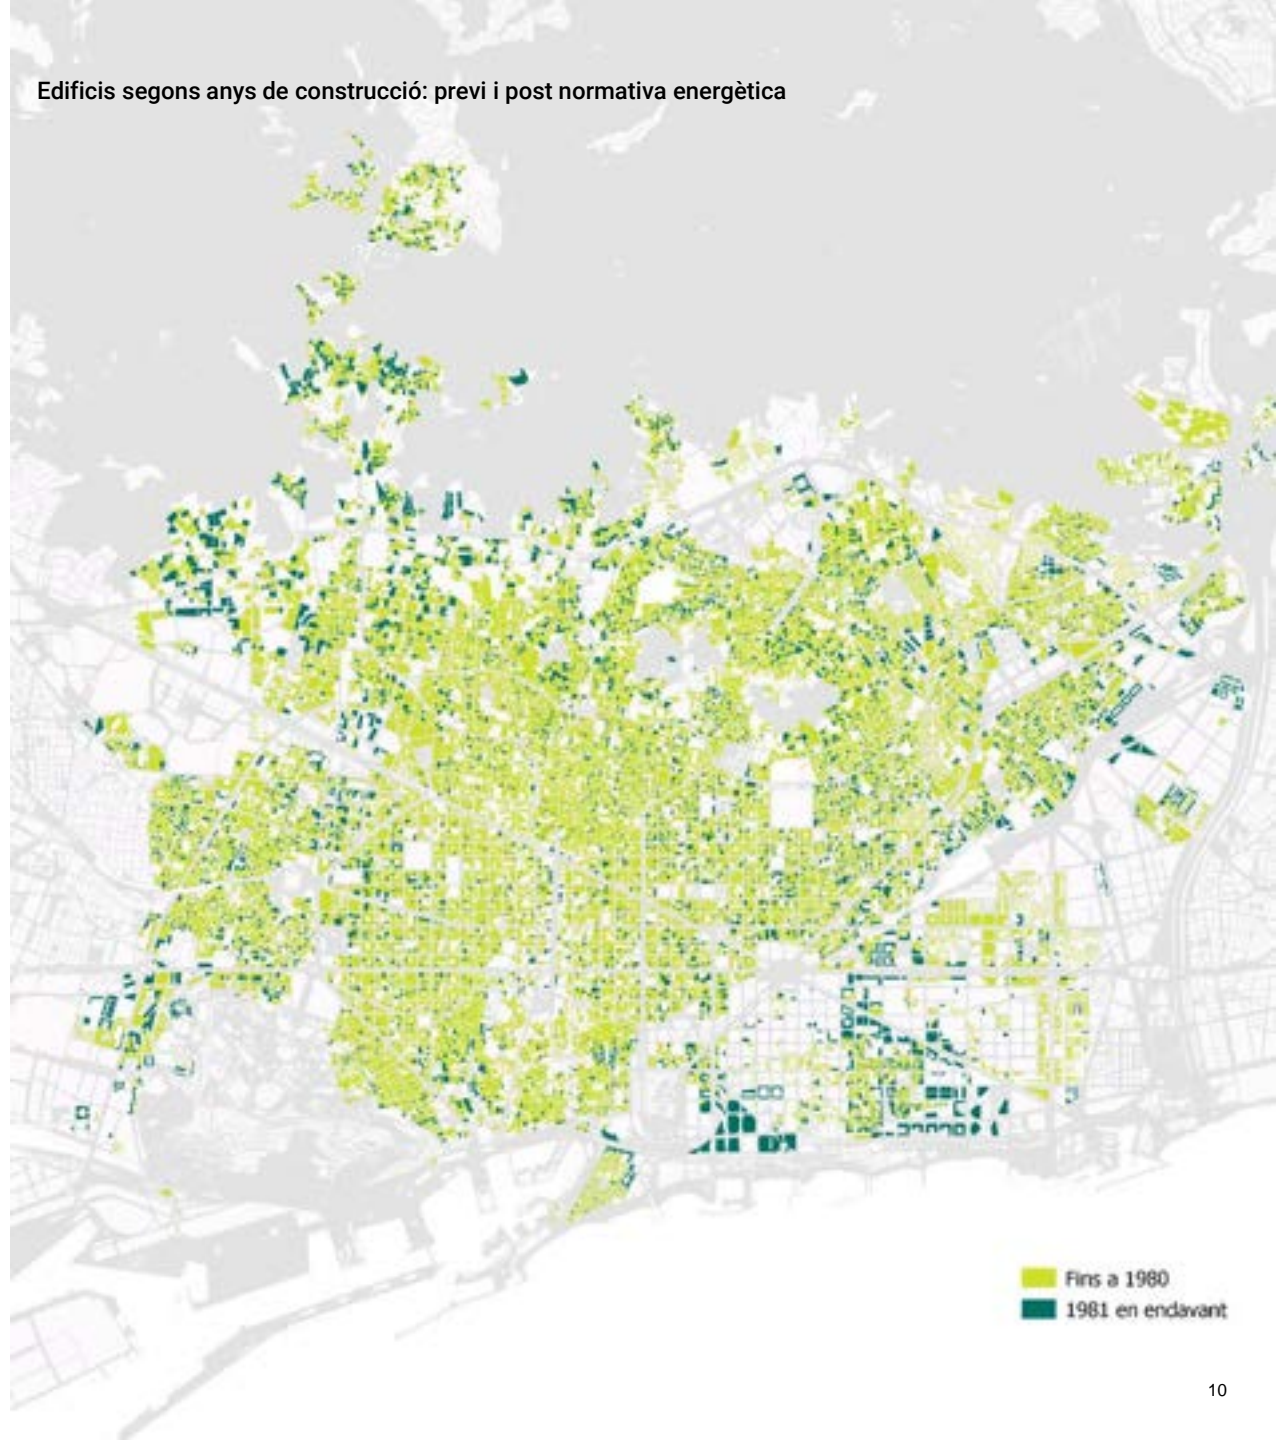 Edificis segons anys de construcció: previ i post normativa energètica
Fins a 1980
1981 en endavant
10